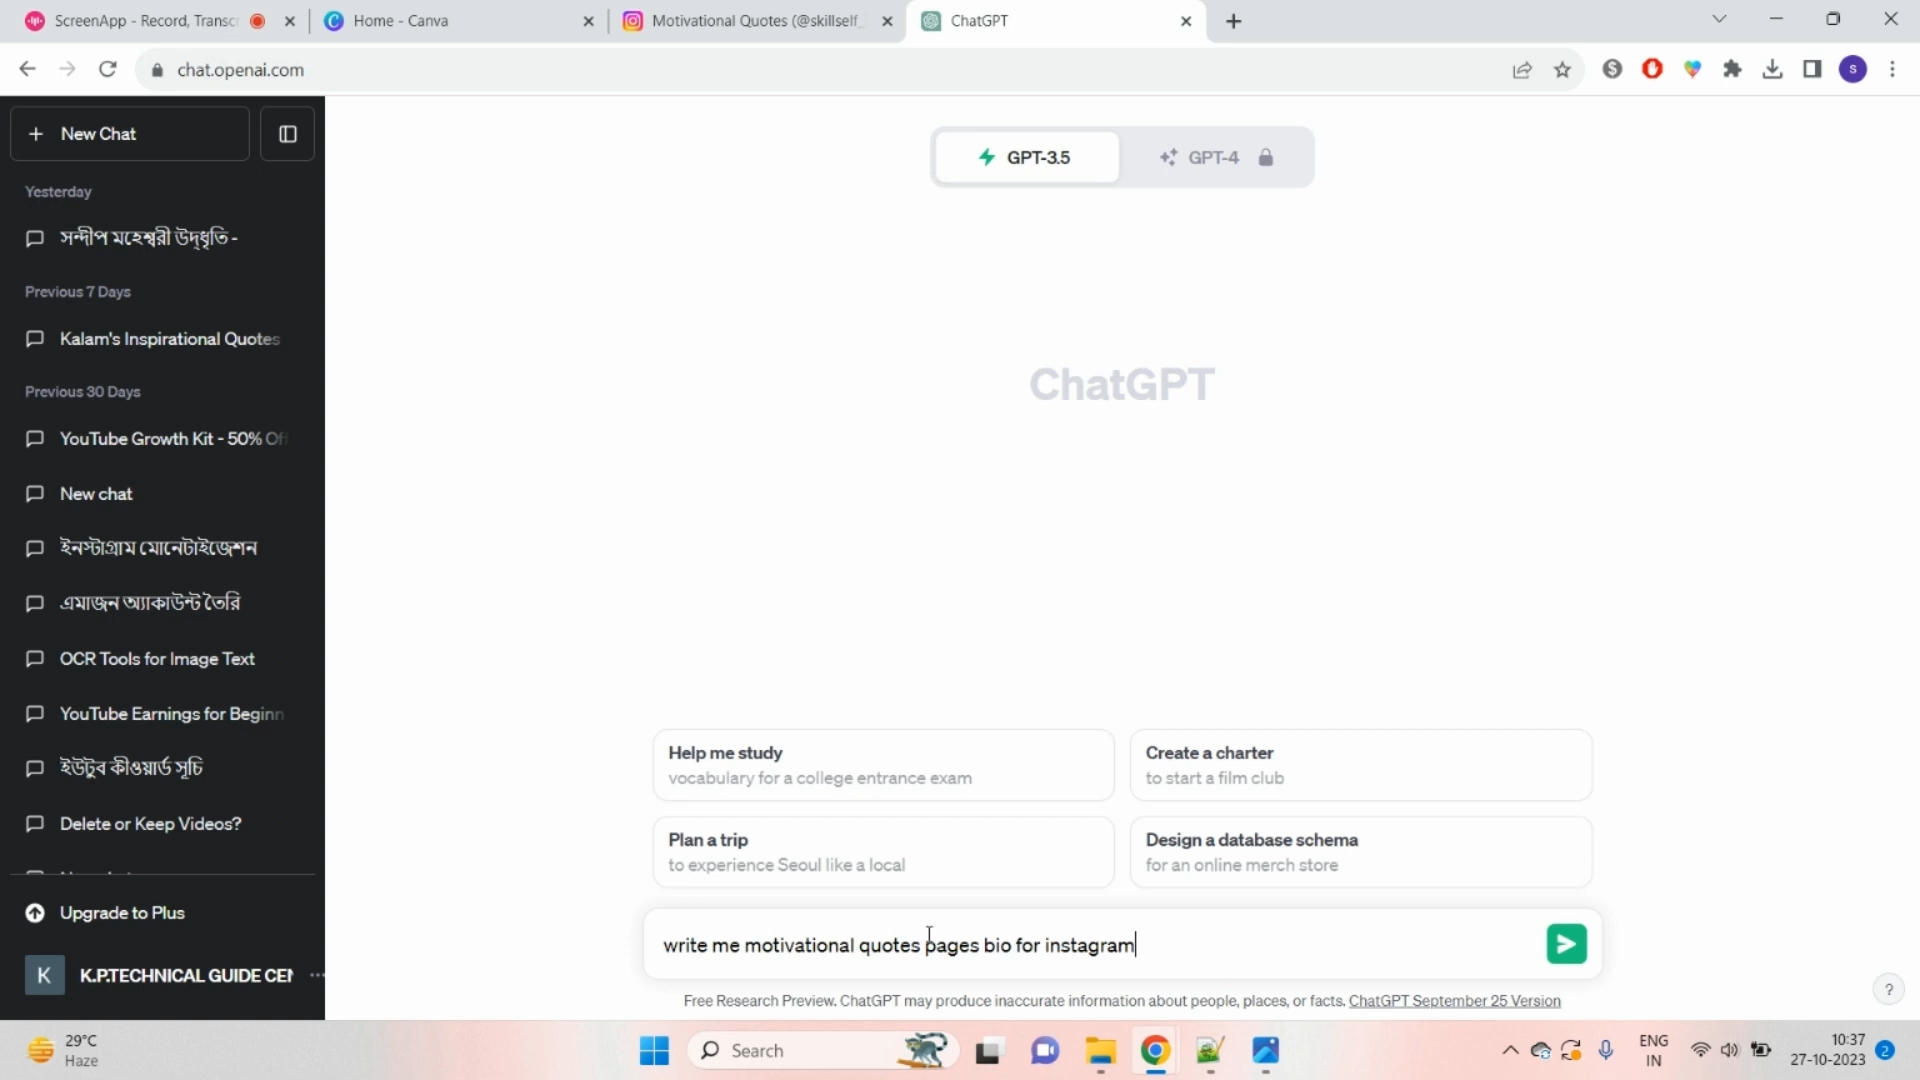 ScreenApp - Record, Transc
Home - Canva
Motivational Quotes (@skillself_
ChatGPT
chat.openai.com
S
s
New Chat
Yesterday
সন্দীপ মহেশ্বরী উদ্ধৃতি -
Previous 7 Days
Kalam's Inspirational Quotes
Previous 30 Days
YouTube Growth Kit - 50% Off
New chat
ইনস্টাগ্রাম মোনেটাইজেশন
এমাজন অ্যাকাউন্ট তৈরি
OCR Tools for Image Text
YouTube Earnings for Beginn
ইউটুব কীওয়ার্ড সূচি
Delete or Keep Videos?
Upgrade to Plus
K
K.P.TECHNICAL GUIDE CEN
GPT-3.5
GPT-4
ChatGPT
Help me study
vocabulary for a college entrance exam
Create a charter
to start a film club
Plan a trip
to experience Seoul like a local
Design a database schema
for an online merch store
write me motivational quotes pages bio for instagram
Free Research Preview. ChatGPT may produce inaccurate information about people, places, or facts. ChatGPT September 25 Version
?
29°C
Haze
Search
ENG
IN
10:37
27-10-2023
2